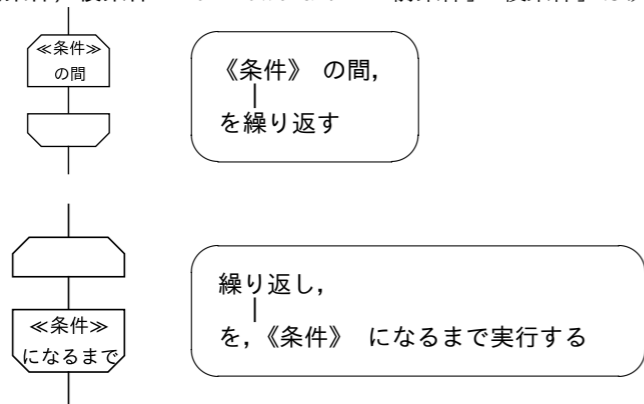 ≪条件≫
の間
《条件》 の間，
を繰り返す
繰り返し，
≪条件≫
になるまで
を，《条件》 になるまで実行する